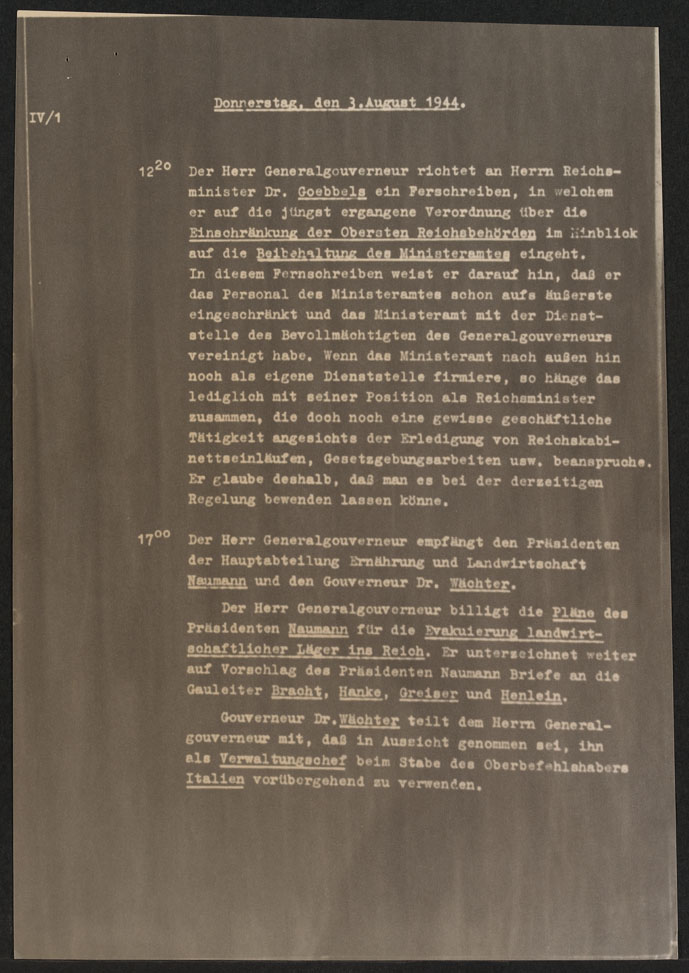 Donnerstag, den 3.August 1944.
IV/1
12²⁰ Der Herr Generalgouverneur richtet an Herrn Reichs-
minister Dr. Goebbels ein Ferschreiben, in welchem
er auf die jüngst ergangene Verordnung über die
Einschränkung der Obersten Reichsbehörden im Hinblick
auf die Beibehaltung des Ministeramtes eingeht.
In diesem Fernschreiben weist er darauf hin, daß er
das Personal des Ministeramtes schon aufs äußerste
eingeschränkt und das Ministeramt mit der Dienst-
stelle des Bevollmächtigten des Generalgouverneurs
vereinigt habe. Wenn das Ministeramt nach außen hin
noch als eigene Dienststelle firmiere, so hänge das
lediglich mit seiner Position als Reichsminister
zusammen, die doch noch eine gewisse geschäftliche
Tätigkeit angesichts der Erledigung von Reichskabi-
nettseinläufen, Gesetzgebungsarbeiten usw. beanspruche.
Er glaube deshalb, daß man es bei der derzeitigen
Regelung bewenden lassen könne.
17⁰⁰ Der Herr Generalgouverneur empfängt den Präsidenten
der Hauptabteilung Ernährung und Landwirtschaft
Naumann und den Gouverneur Dr. Wächter.
Der Herr Generalgouverneur billigt die Pläne des
Präsidenten Naumann für die Evakuierung landwirt-
schaftlicher Läger ins Reich. Er unterzeichnet weiter
auf Vorschlag des Präsidenten Naumann Briefe an die
Gauleiter Bracht, Hanke, Greiser und Henlein.
Gouverneur Dr.Wächter teilt dem Herrn General-
gouverneur mit, daß in Aussicht genommen sei, ihn
als Verwaltungschef beim Stabe des Oberbefehlshabers
Italien vorübergehend zu verwenden.